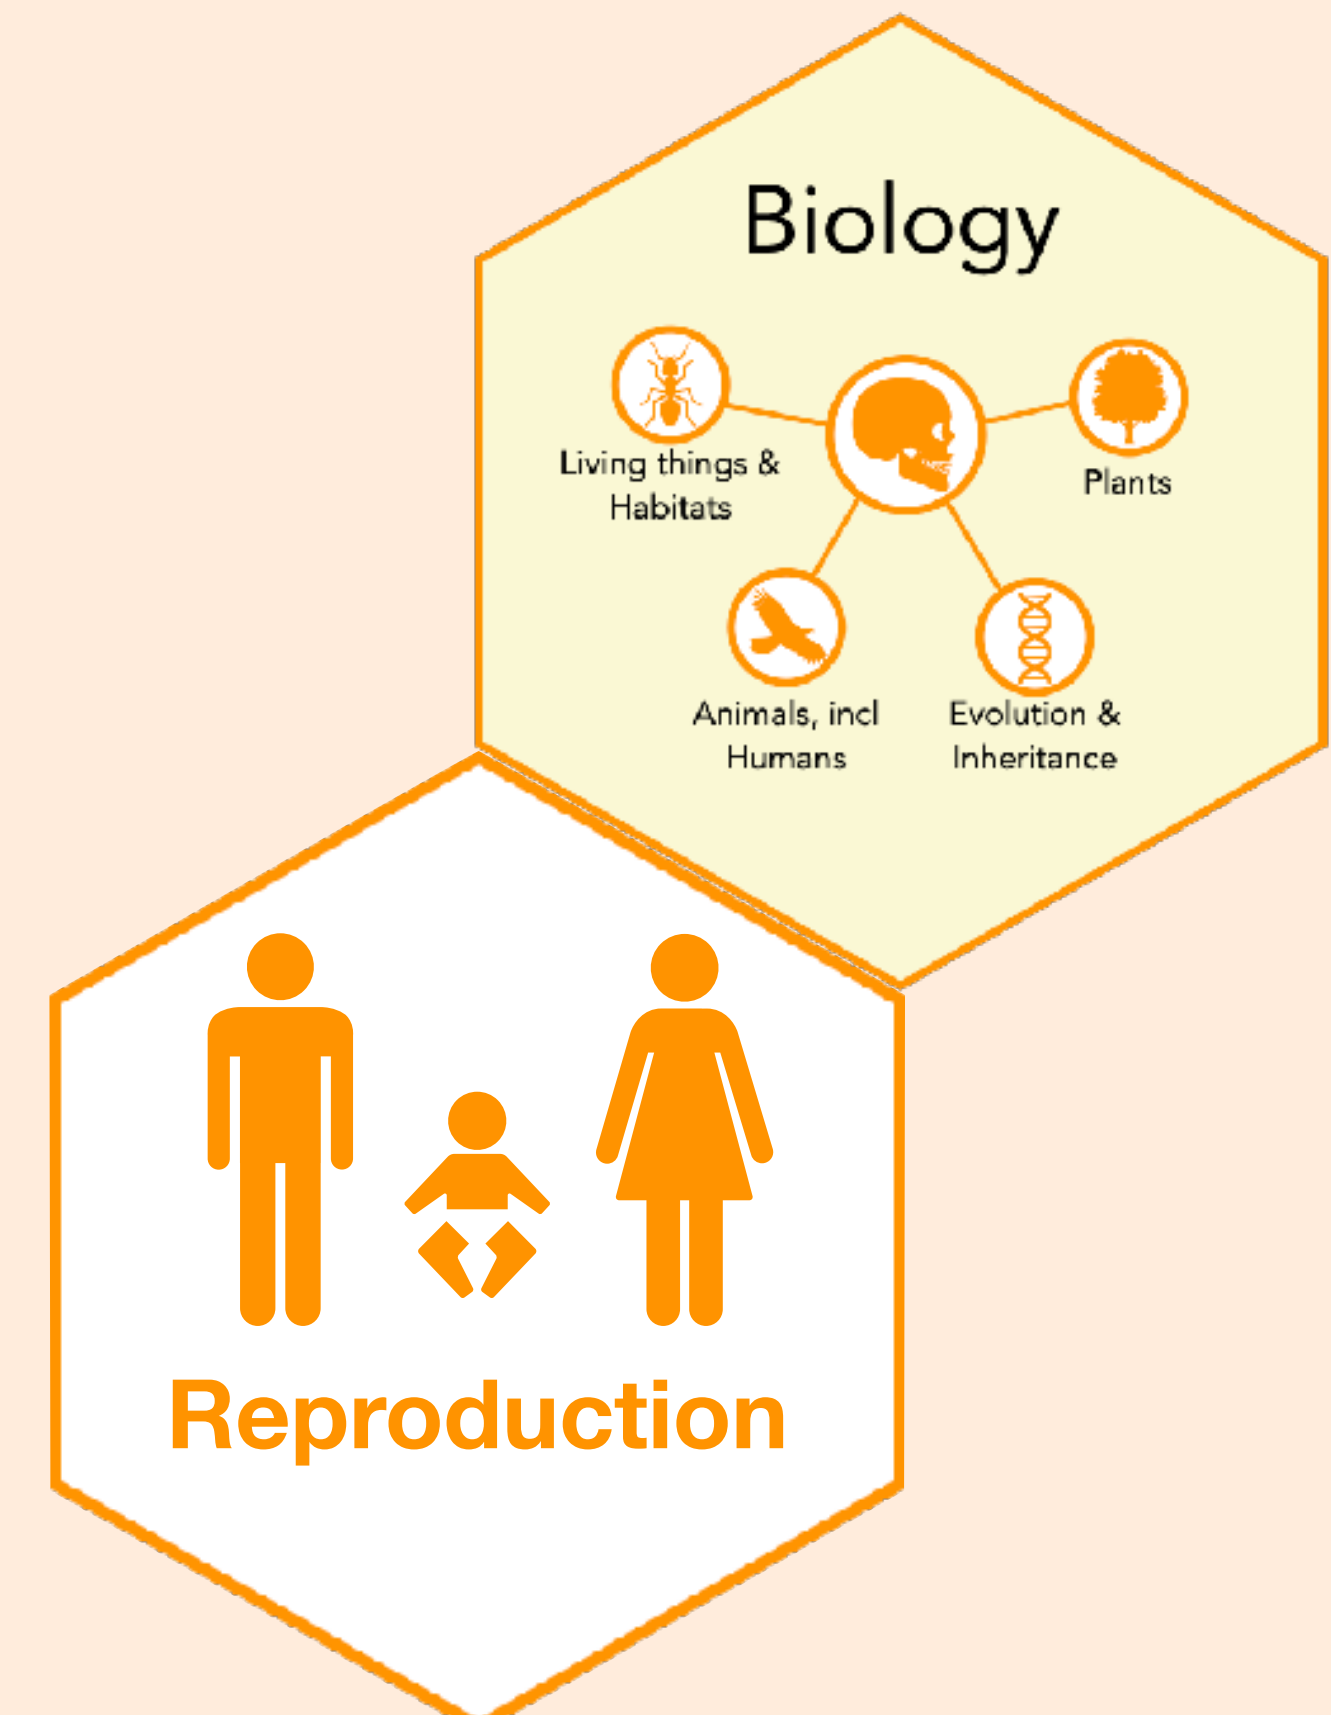 Biology
Living things &
Habitats
Plants
Animals, incl
Humans
Evolution &
Inheritance
Reproduction